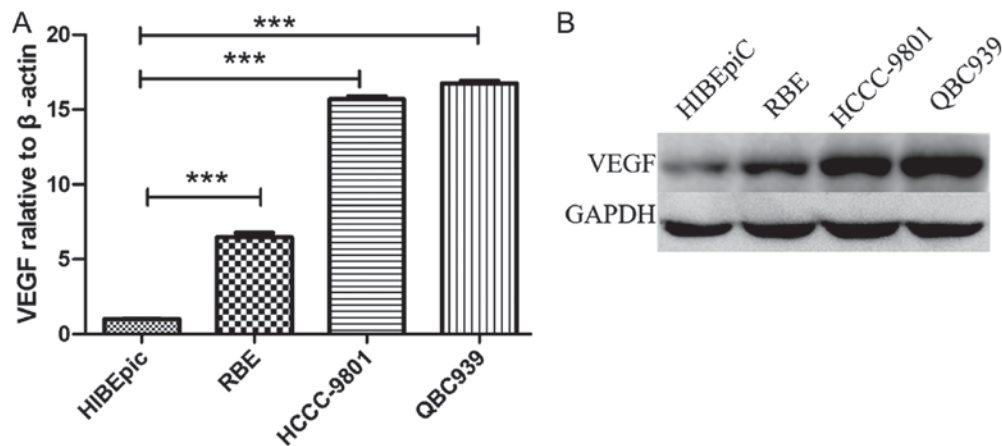 A
VEGF ralative to β -actin
20
15
10
5
0
***
***
***
HIBEpic
RBE
HCCC-9801
QBC939
B
HIBEpiC
RBE
HCCC-9801
QBC939
VEGF
GAPDH